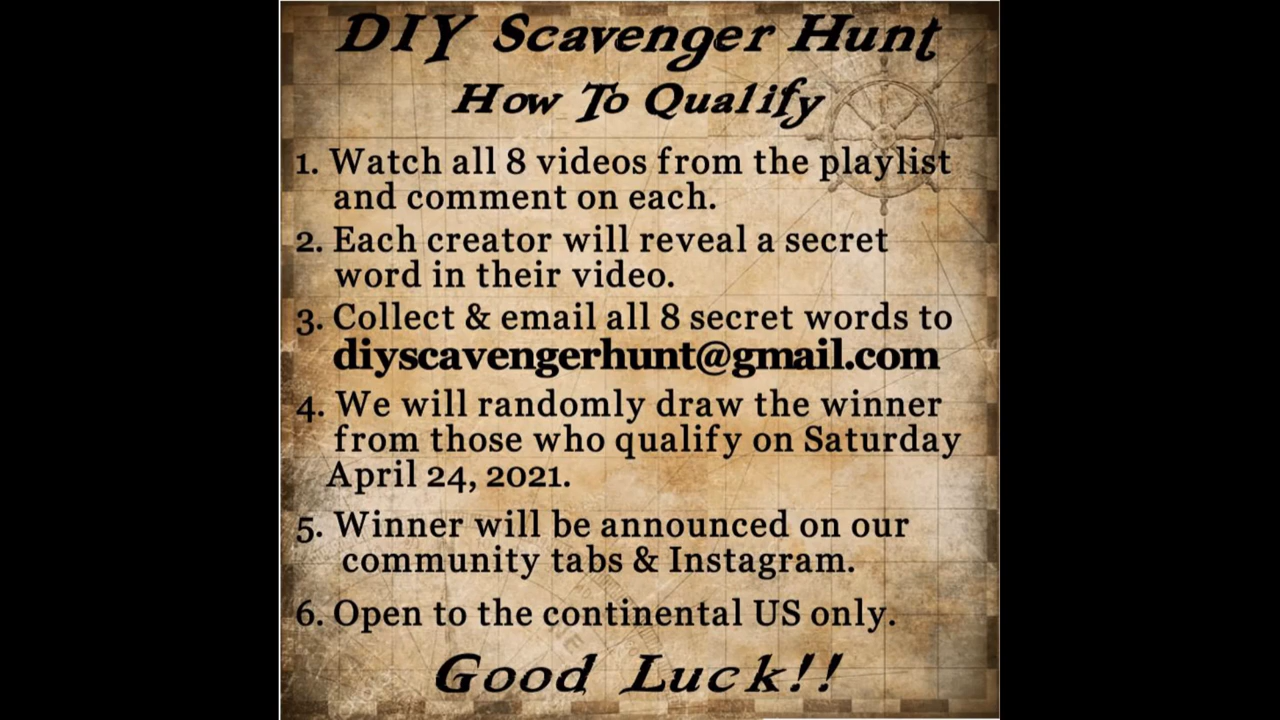 DIY Scavenger Hunt
How To Qualify
1. Watch all 8 videos from the playlist
and comment on each.
2. Each creator will reveal a secret
word in their video.
3. Collect & email all 8 secret words to
diyscavengerhunt@gmail.com
4. We will randomly draw the winner
from those who qualify on Saturday
April 24, 2021.
5. Winner will be announced on our
community tabs & Instagram.
6. Open to the continental US only.
Good Luck!!